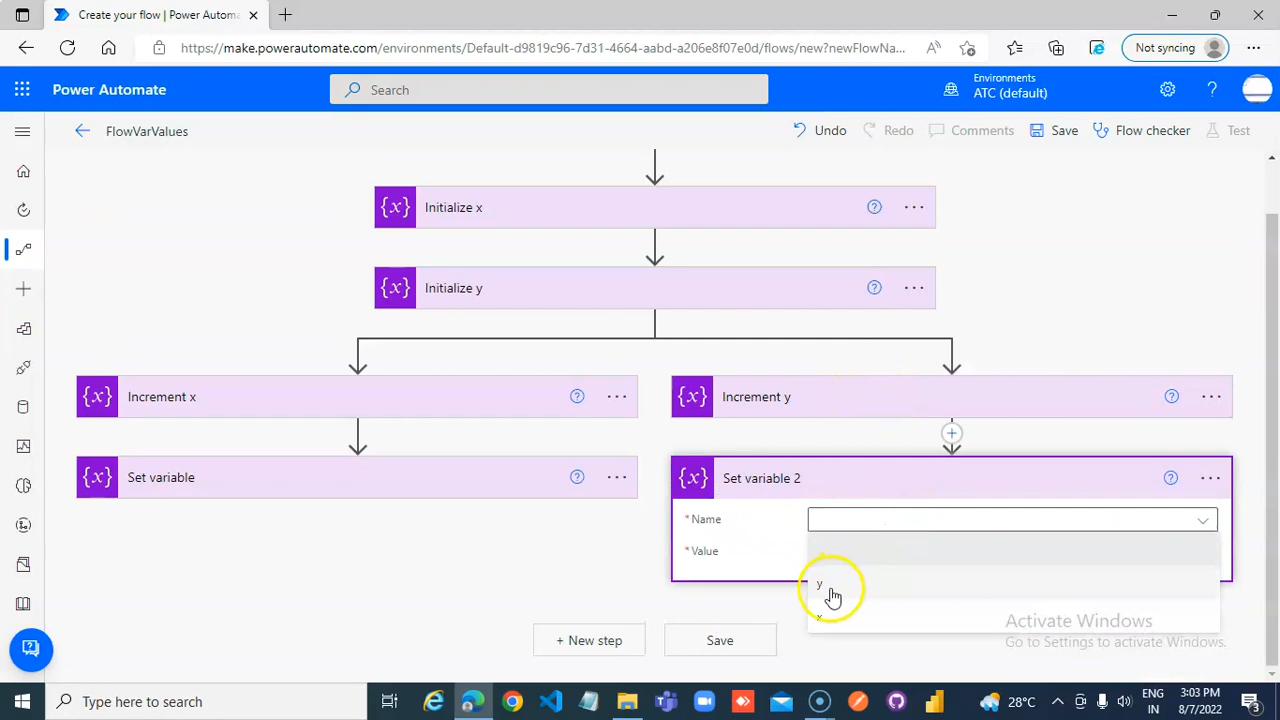 Create your flow | Power Automate
https://make.powerautomate.com/environments/Default-d9819c96-7d31-4664-aabd-a206e8f07e0d/flows/new?newFlowNa...
Not syncing
Power Automate
Search
Environments
ATC (default)
FlowVarValues
Undo
Redo
Comments
Save
Flow checker
Test
{x} Initialize x
{x} Initialize y
{x} Increment x
{x} Increment y
{x} Set variable
{x} Set variable 2
* Name
* Value
y
x
+ New step
Save
Activate Windows
Go to Settings to activate Windows.
Type here to search
28°C
ENG
IN
3:03 PM
8/7/2022
3